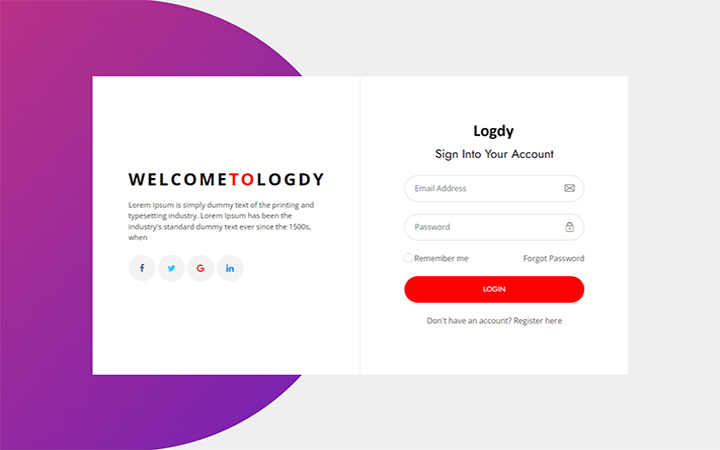 WELCOMETOLOGDY
Lorem Ipsum is simply dummy text of the printing and
typesetting industry. Lorem Ipsum has been the
industry's standard dummy text ever since the 1500s,
when
f
G
in
Logdy
Sign Into Your Account
Email Address
Password
Remember me
Forgot Password
LOGIN
Don't have an account? Register here